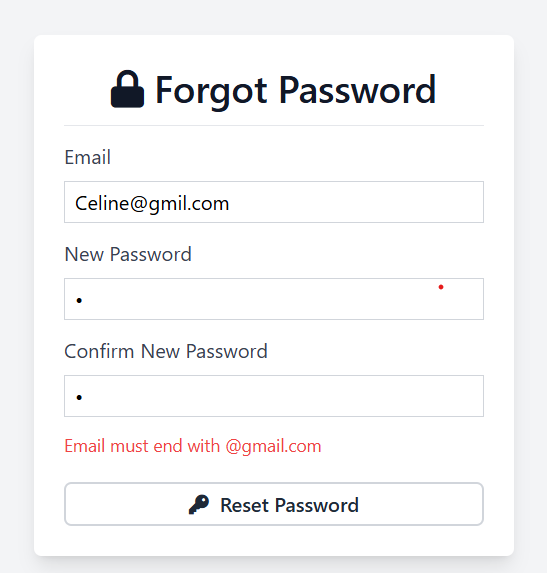 Forgot Password
Email
Celine@gmil.com
New Password
•
Confirm New Password
•
Email must end with @gmail.com
Reset Password